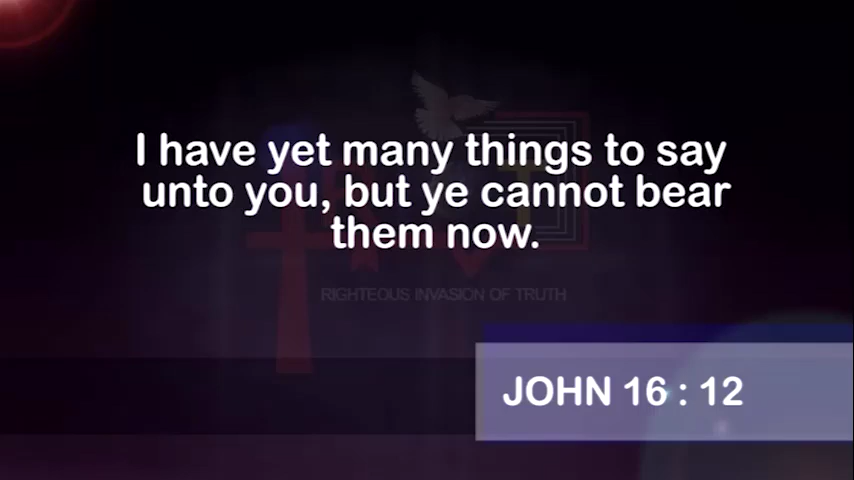 I have yet many things to say
unto you, but ye cannot bear
them now.
RIGHTEOUS INVASION OF TRUTH
JOHN 16 : 12